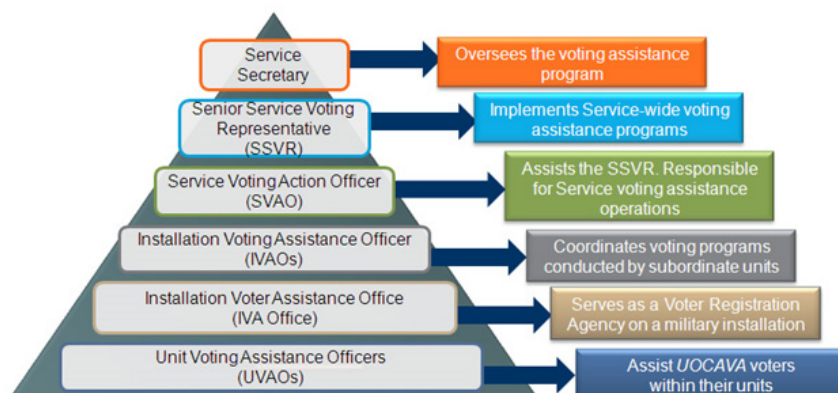 Service
Secretary
Oversees the voting assistance
program
Senior Service Voting
Representative
(SSVR)
Implements Service-wide voting
assistance programs
Service Voting Action Officer
(SVAO)
Assists the SSVR. Responsible
for Service voting assistance
operations
Installation Voting Assistance Officer
(IVAOs)
Coordinates voting programs
conducted by subordinate units
Installation Voter Assistance Office
(IVA Office)
Serves as a Voter Registration
Agency on a military installation
Unit Voting Assistance Officers
(UVAOs)
Assist UOCAVA voters
within their units